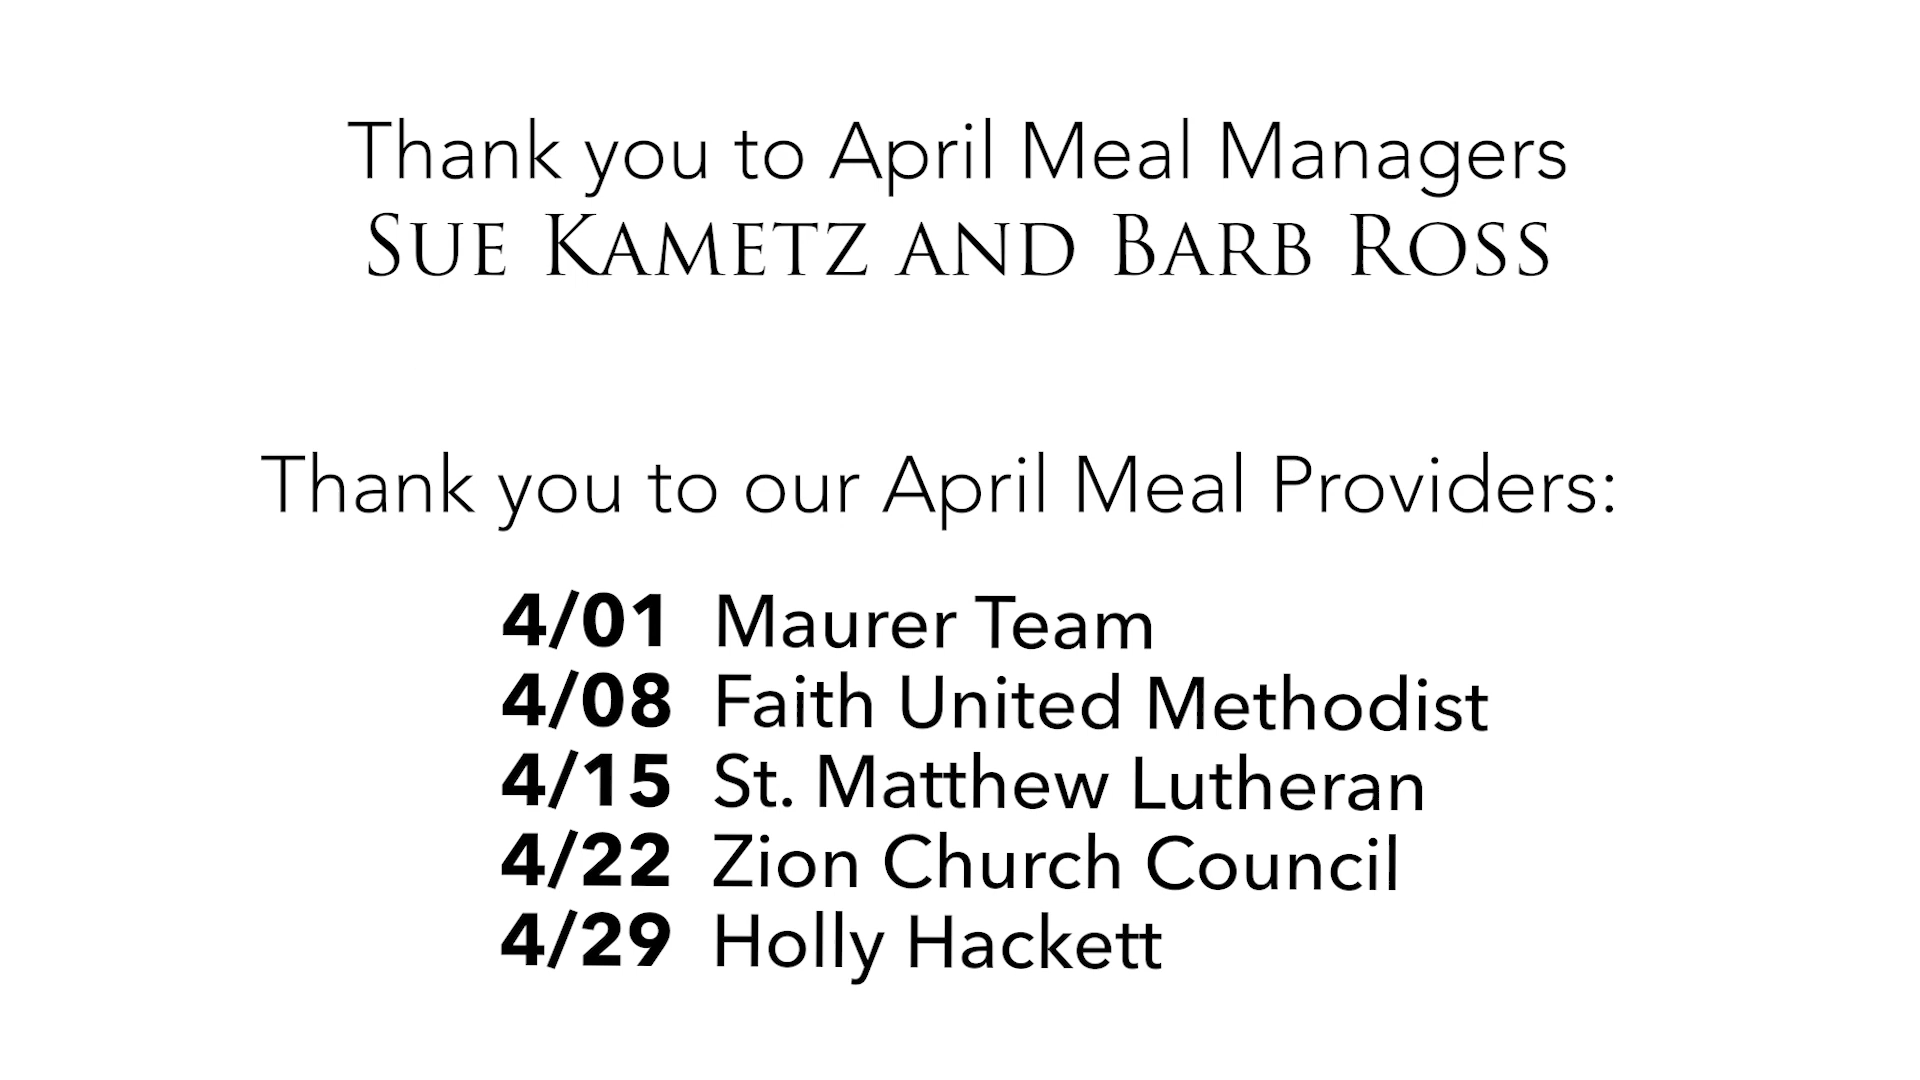 Thank you to April Meal Managers
Sue Kametz and Barb Ross
Thank you to our April Meal Providers:
4/01 Maurer Team
4/08 Faith United Methodist
4/15 St. Matthew Lutheran
4/22 Zion Church Council
4/29 Holly Hackett